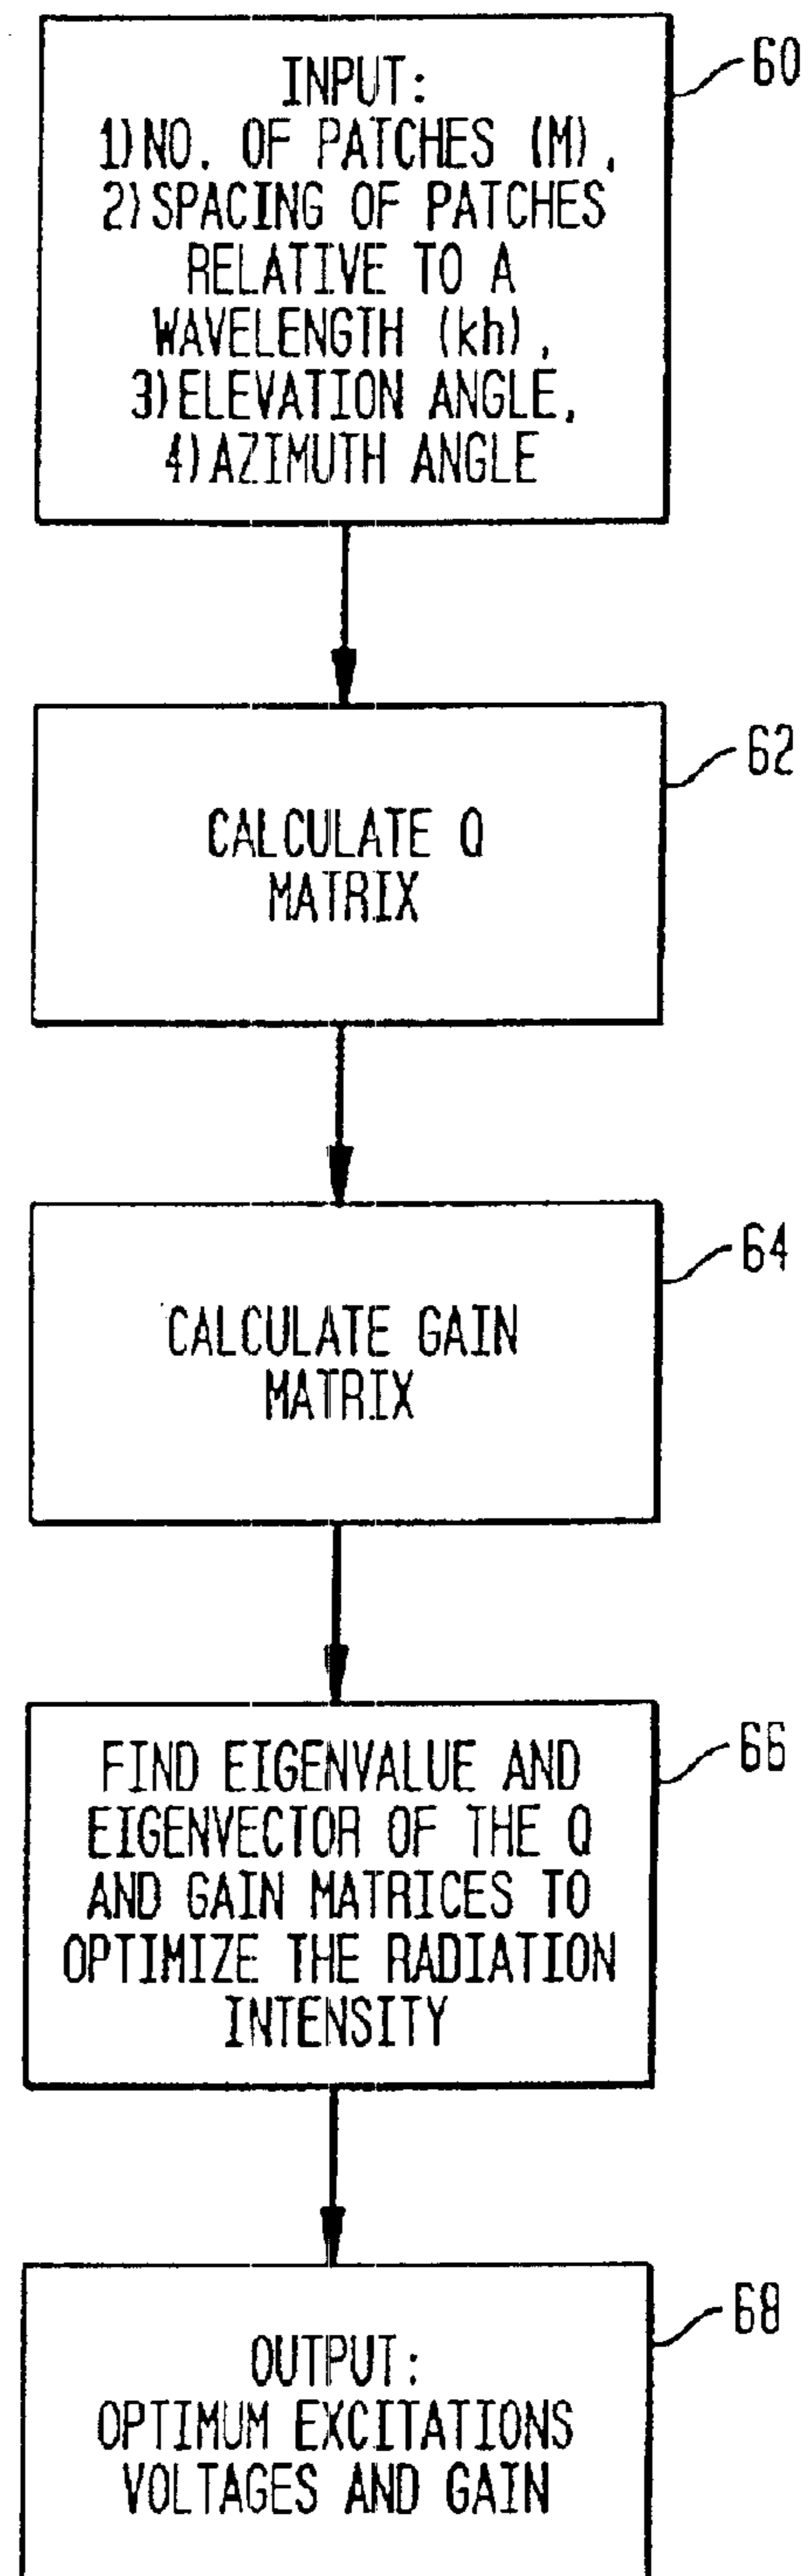 INPUT:
1) NO. OF PATCHES (M),
2) SPACING OF PATCHES
RELATIVE TO A
WAVELENGTH (kh),
3) ELEVATION ANGLE,
4) AZIMUTH ANGLE
60
CALCULATE Q
MATRIX
62
CALCULATE GAIN
MATRIX
64
FIND EIGENVALUE AND
EIGENVECTOR OF THE Q
AND GAIN MATRICES TO
OPTIMIZE THE RADIATION
INTENSITY
66
OUTPUT:
OPTIMUM EXCITATIONS
VOLTAGES AND GAIN
68